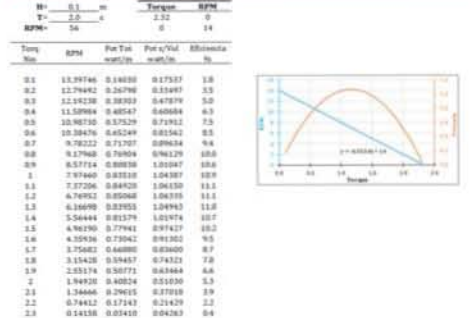 H= 0.1 m Torque RPM
T= 2.0 s 2.32 0
RPM= 56 0 14
Torq RPM Pot Tot Pot s/Vol Efficienza
Nm watt/m watt/m %
0.1 13.39746 0.14030 0.17537 1.8
0.2 12.79492 0.26798 0.33497 3.5
0.3 12.19238 0.38303 0.47879 5.0
0.4 11.58984 0.48547 0.60684 6.3
0.5 10.98730 0.57529 0.71912 7.5
0.6 10.38476 0.65249 0.81562 8.5
0.7 9.78222 0.71707 0.89634 9.4
0.8 9.17968 0.76904 0.96129
0.9 8.57714 0.80838 1.01047 10.6
1 7.97460 0.83510 1.04387 10.9
1.1 7.37206 0.84920 1.06150 11.1
1.2 6.76952 0.85068 1.06335 11.1
1.3 6.16698 0.83955 1.04943 11.0
1.4 5.56444 0.81579 1.01974 10.7
1.5 4.96190 0.77941 0.97427 10.2
1.6 4.35936 0.73042 0.91302 9.5
1.7 3.75682 0.66880 0.83600 8.7
1.8 3.15428 0.59457 0.74321 7.8
1.9 2.55174 0.50771 0.63464 6.6
2 1.94920 0.40824 0.51030 5.3
2.1 1.34666 0.29615 0.37018 3.9
2.2 0.74412 0.17143 0.21429 2.2
2.3 0.14158 0.03410 0.04263 0.4
Torque